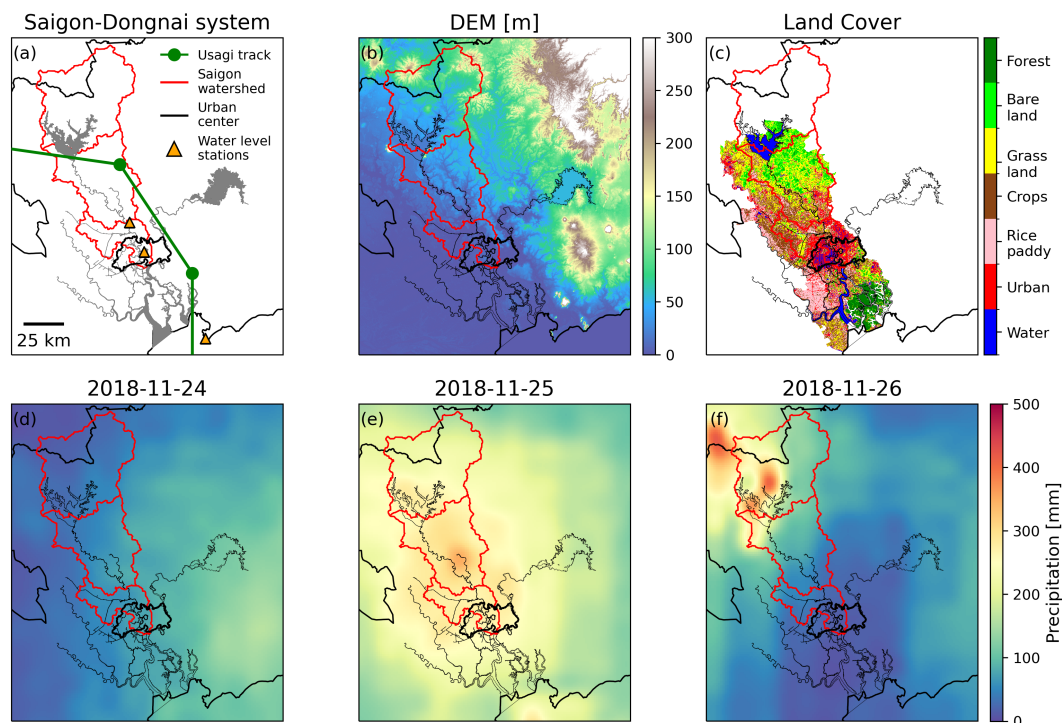 Saigon-Dongnai system
DEM [m]
Land Cover
(a)
Usagi track
Saigon
watershed
Urban
center
Water level
stations
25 km
(b)
300
250
200
150
100
50
0
(c)
Forest
Bare
land
Grass
land
Crops
Rice
paddy
Urban
Water
2018-11-24
2018-11-25
2018-11-26
(d)
(e)
(f)
500
400
300
200
100
0
Precipitation [mm]